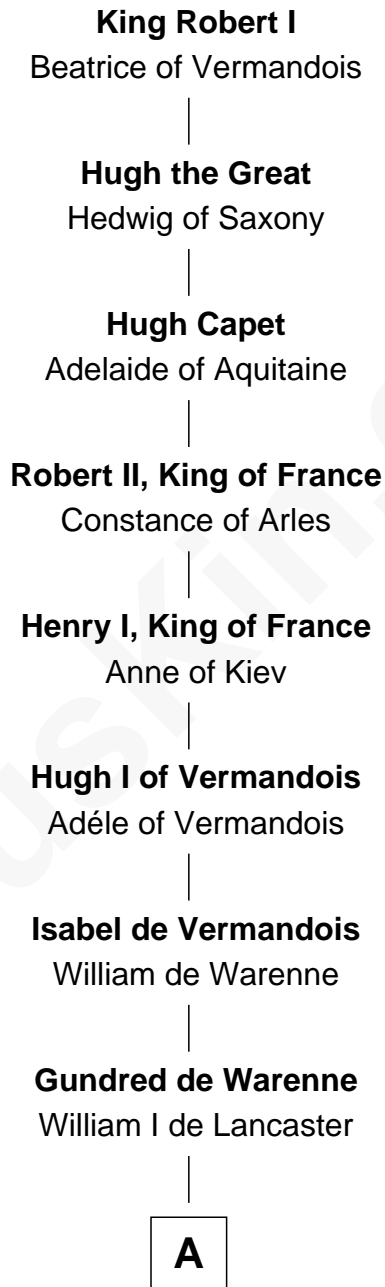 King Robert I
Beatrice of Vermandois
Hugh the Great
Hedwig of Saxony
Hugh Capet
Adelaide of Aquitaine
Robert II, King of France
Constance of Arles
Henry I, King of France
Anne of Kiev
Hugh I of Vermandois
Adéle of Vermandois
Isabel de Vermandois
William de Warenne
Gundred de Warenne
William I de Lancaster
A